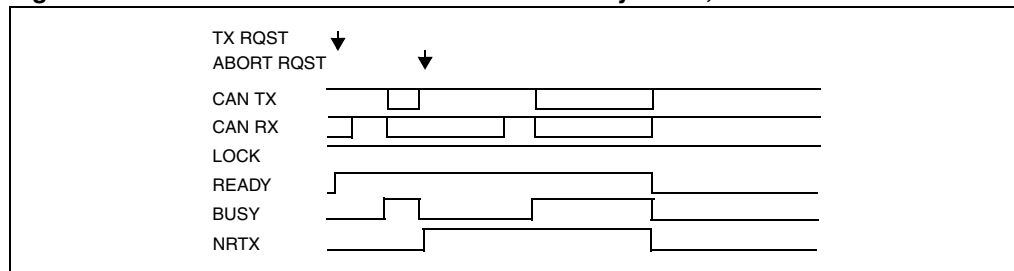 TX RQST
ABORT RQST
CAN TX
CAN RX
LOCK
READY
BUSY
NRTX